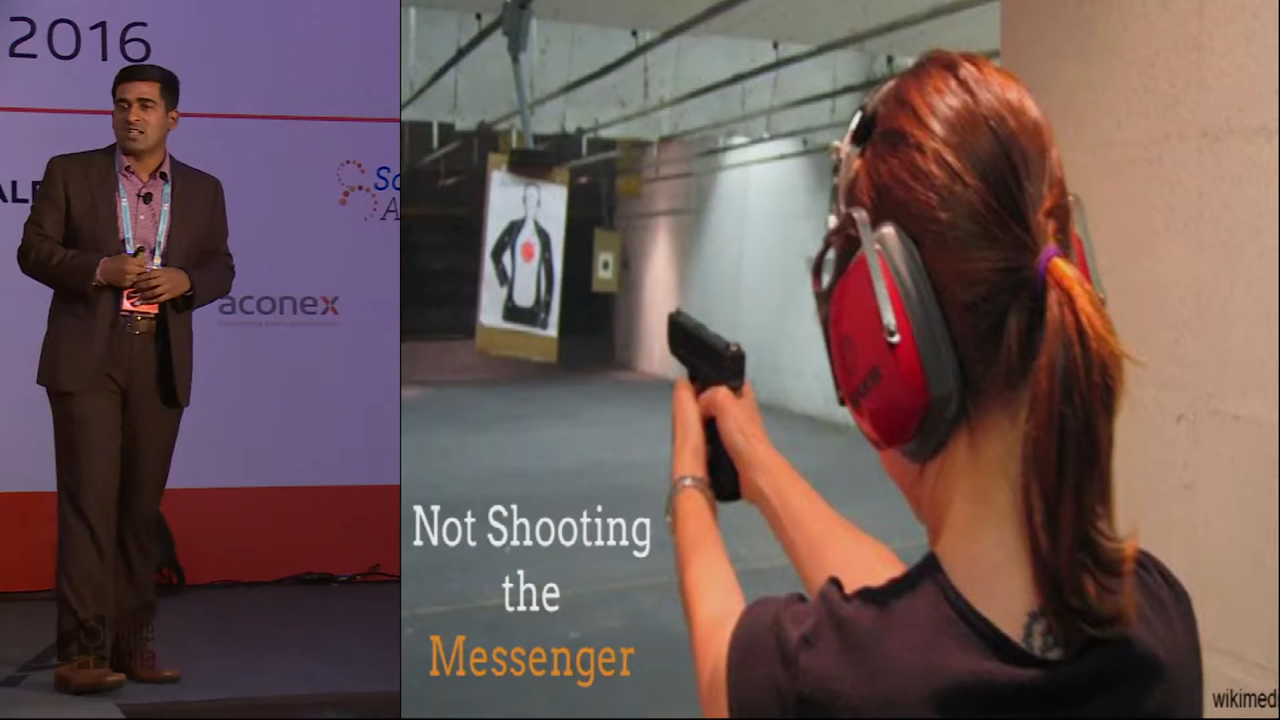 2016
aconex
Not Shooting
the
Messenger
wikimed